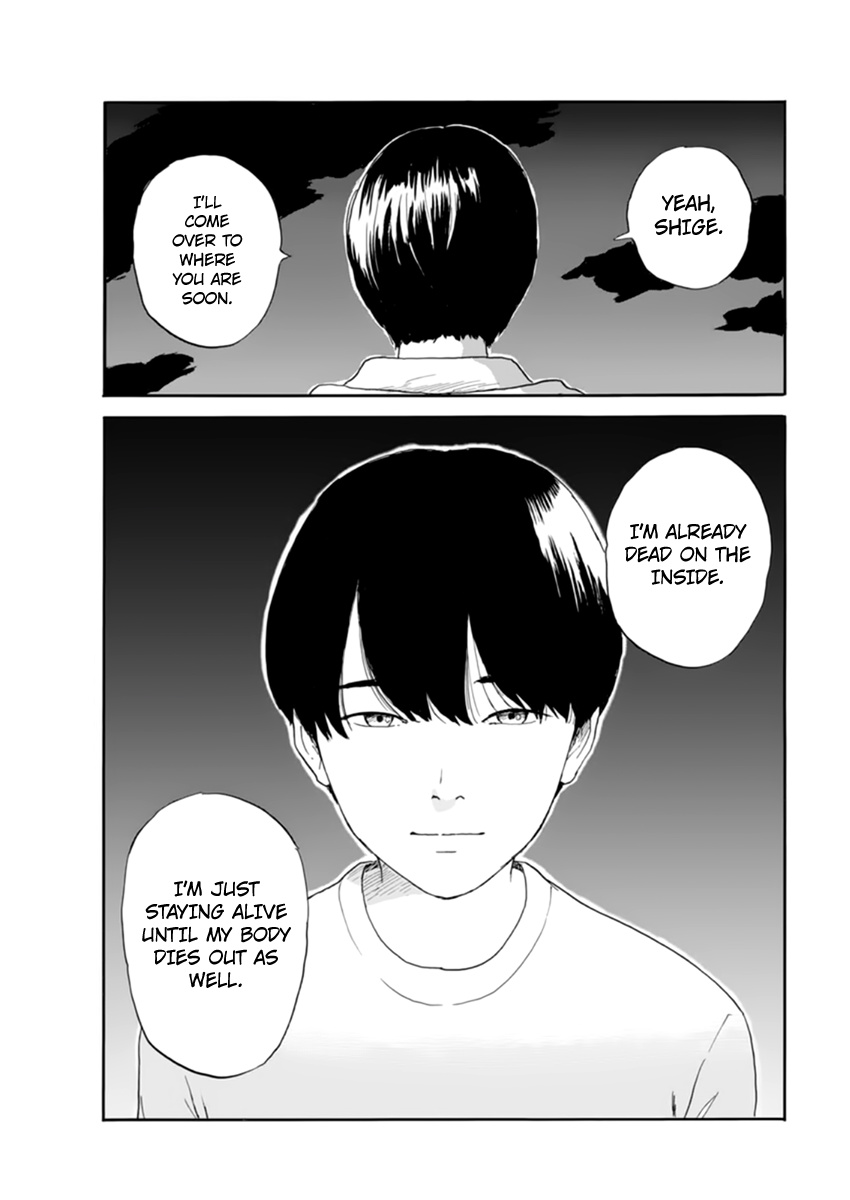 YEAH,
SHIGE.
I'LL
COME
OVER TO
WHERE
YOU ARE
SOON.
I'M ALREADY
DEAD ON THE
INSIDE.
I'M JUST
STAYING ALIVE
UNTIL MY BODY
DIES OUT AS
WELL.